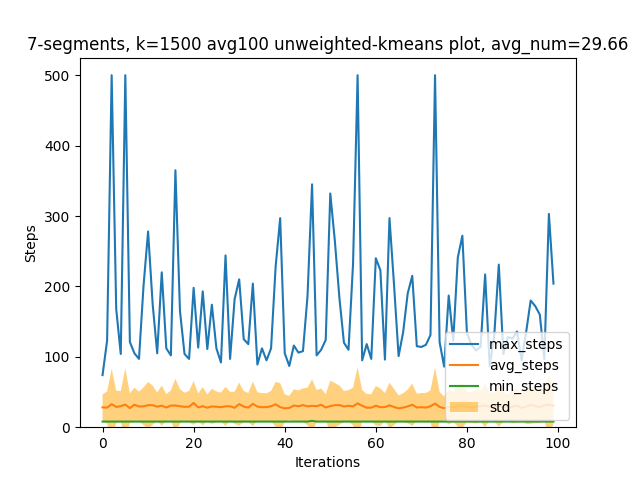 7-segments, k=1500 avg100 unweighted-kmeans plot, avg_num=29.66
500
400
300
200
100
0
Steps
0
20
40
60
80
100
Iterations
max_steps
avg_steps
min_steps
std